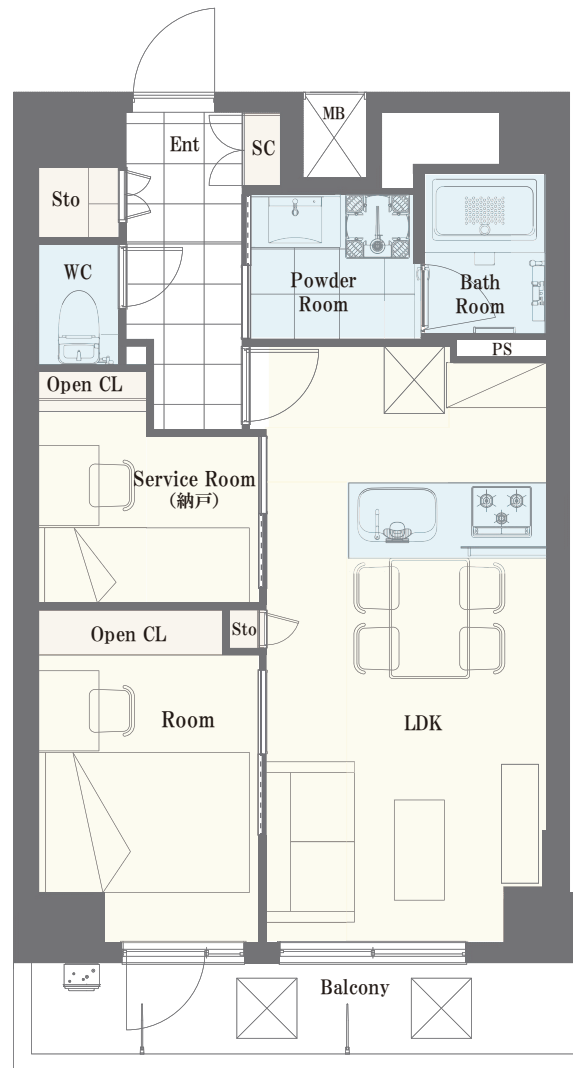 MB
Ent
SC
Sto
WC
Powder
Room
Bath
Room
PS
Open CL
Service Room
(納戸)
Open CL
Sto
Room
LDK
Balcony